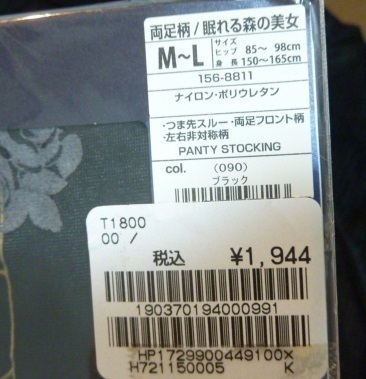 両足柄/眠れる森の美女
M~L サイズ
ヒップ 85~ 98cm
身長 150~165cm
156-8811
ナイロン・ポリウレタン
・つま先スルー・両足フロント柄
・左右非対称柄
PANTY STOCKING
col. (090)
ブラック
T1800
00 /
税込 ¥1,944
190370194000991
HP1729900449100X
H721150005 K